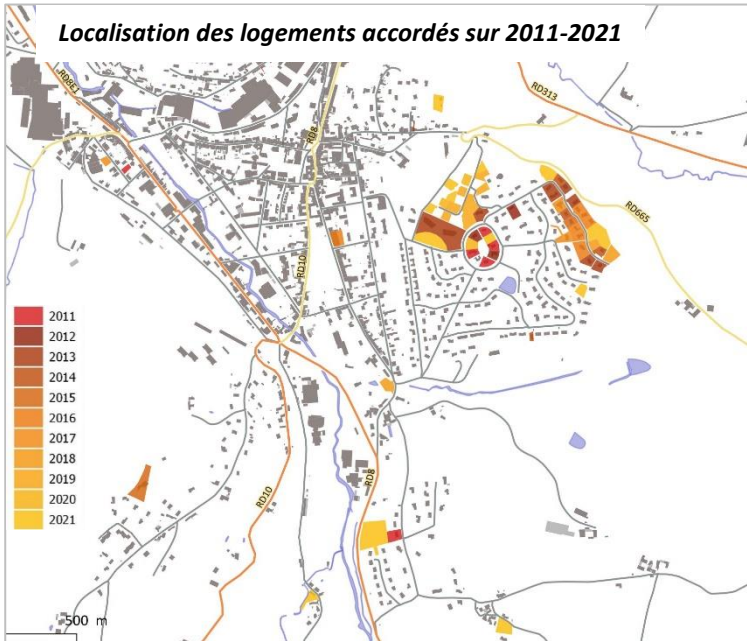 Localisation des logements accordés sur 2011-2021
RD8E1
RD8
RD313
RD665
RD10
2011
2012
2013
2014
2015
2016
2017
2018
2019
2020
2021
RD10
RD8
500 m